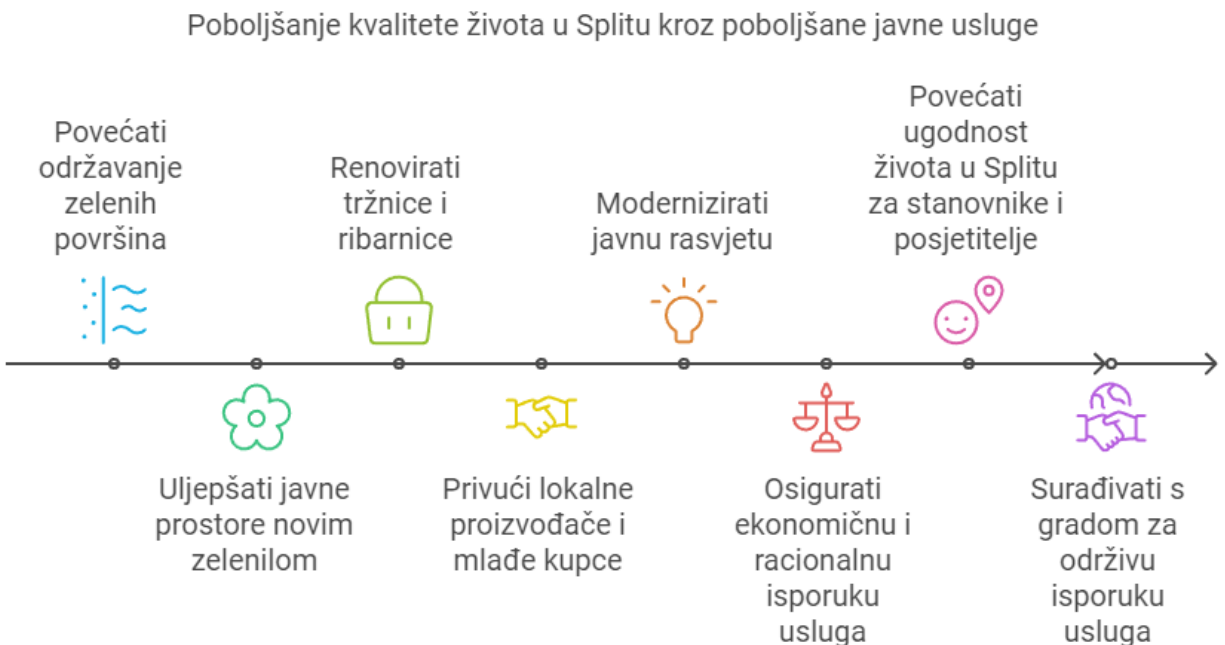 Poboljšanje kvalitete života u Splitu kroz poboljšane javne usluge
Povećati
održavanje
zelenih
površina
Uljepšati javne
prostore novim
zelenilom
Renovirati
tržnice i
ribarnice
Privući lokalne
proizvođače i
mlađe kupce
Modernizirati
javnu rasvjetu
Osigurati
ekonomičnu i
racionalnu
isporuku
usluga
Povećati
ugodnost
života u Splitu
za stanovnike i
posjetitelje
Surađivati s
gradom za
održivu
isporuku
usluga